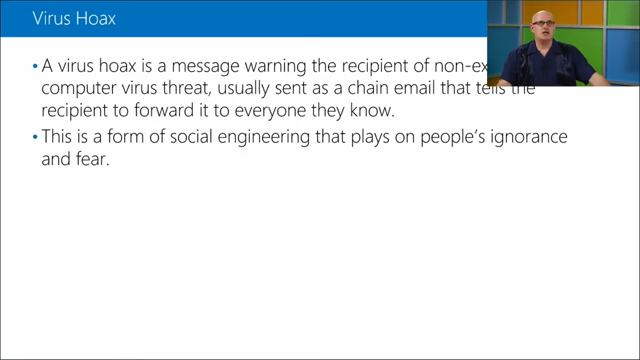 Virus Hoax
• A virus hoax is a message warning the recipient of non-ex
computer virus threat, usually sent as a chain email that tells the
recipient to forward it to everyone they know.
• This is a form of social engineering that plays on people's ignorance
and fear.